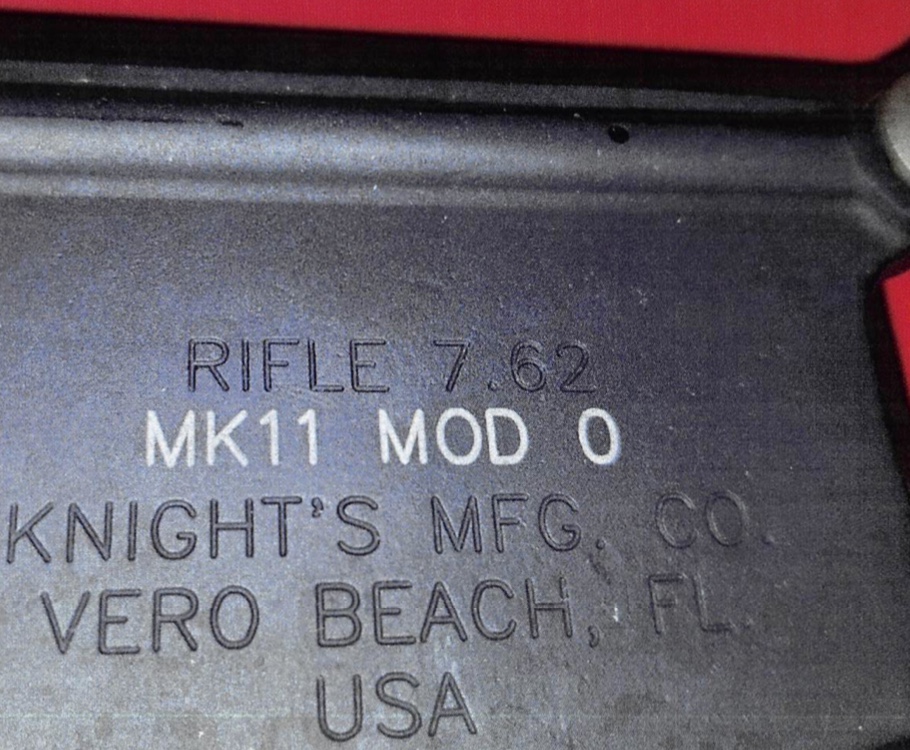 RIFLE 7.62
MK11 MOD 0
KNIGHT'S MFG. CO.
VERO BEACH, FL.
USA